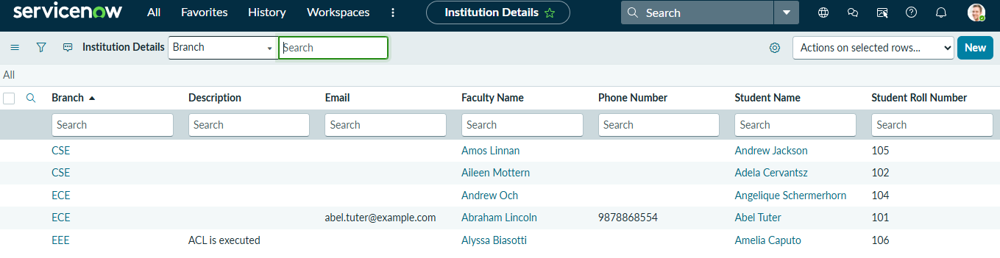 servicenow All Favorites History Workspaces Institution Details Search
Institution Details Branch Search Actions on selected rows... New
All
Branch Description Email Faculty Name Phone Number Student Name Student Roll Number
Search Search Search Search Search Search Search
CSE Amos Linnan Andrew Jackson 105
CSE Aileen Mottern Adela Cervantsz 102
ECE Andrew Och Angelique Schermerhorn 104
ECE abel.tuter@example.com Abraham Lincoln 9878868554 Abel Tuter 101
EEE ACL is executed Alyssa Biasotti Amelia Caputo 106